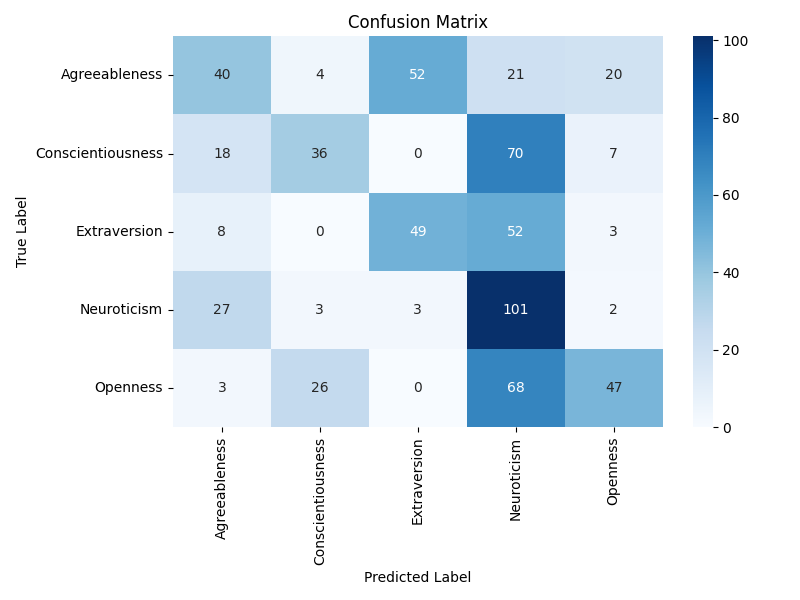 Confusion Matrix
True Label
Agreeableness 40 4 52 21 20
Conscientiousness 18 36 0 70 7
Extraversion 8 0 49 52 3
Neuroticism 27 3 3 101 2
Openness 3 26 0 68 47
Agreeableness
Conscientiousness
Extraversion
Neuroticism
Openness
Predicted Label
100
80
60
40
20
0